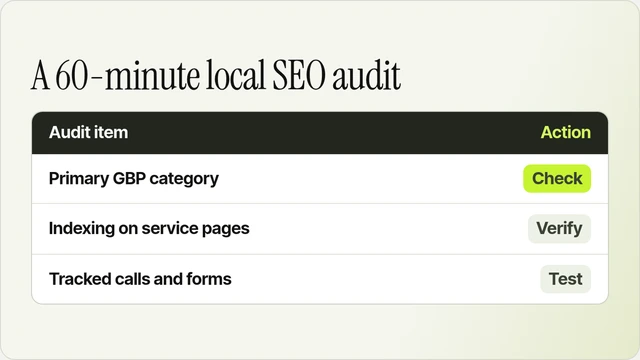 A 60-minute local SEO audit
Audit item Action
Primary GBP category Check
Indexing on service pages Verify
Tracked calls and forms Test